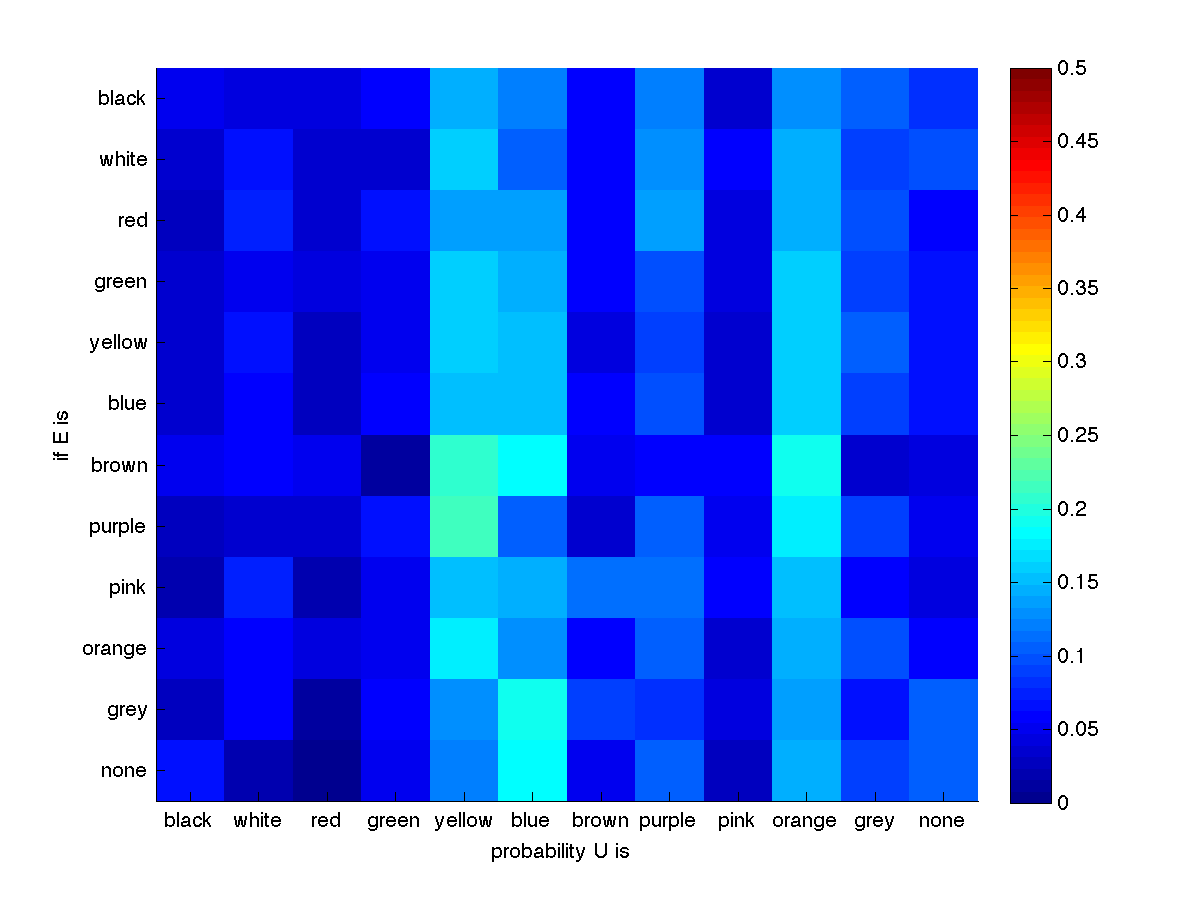 black
white
red
green
yellow
blue
brown
purple
pink
orange
grey
none
if E is
black white red green yellow blue brown purple pink orange grey none
probability U is
0.5
0.45
0.4
0.35
0.3
0.25
0.2
0.15
0.1
0.05
0